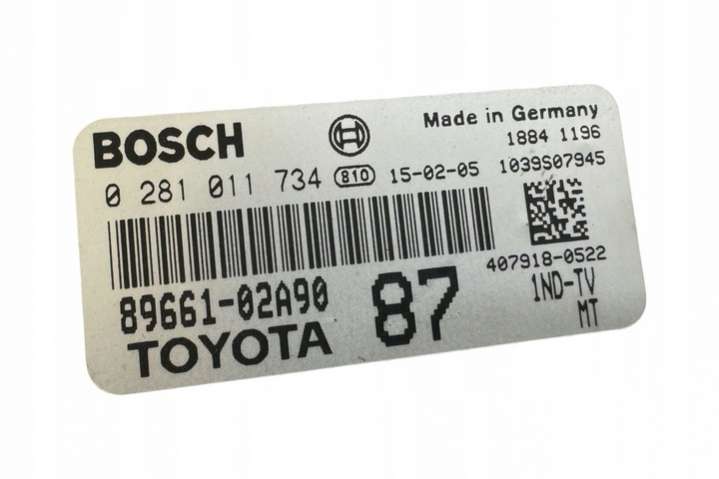 BOSCH
Made in Germany
1884 1196
0 281 011 734 810 15-02-05 1039S07945
407918-0522
89661-02A90 87 1ND-TV
TOYOTA MT